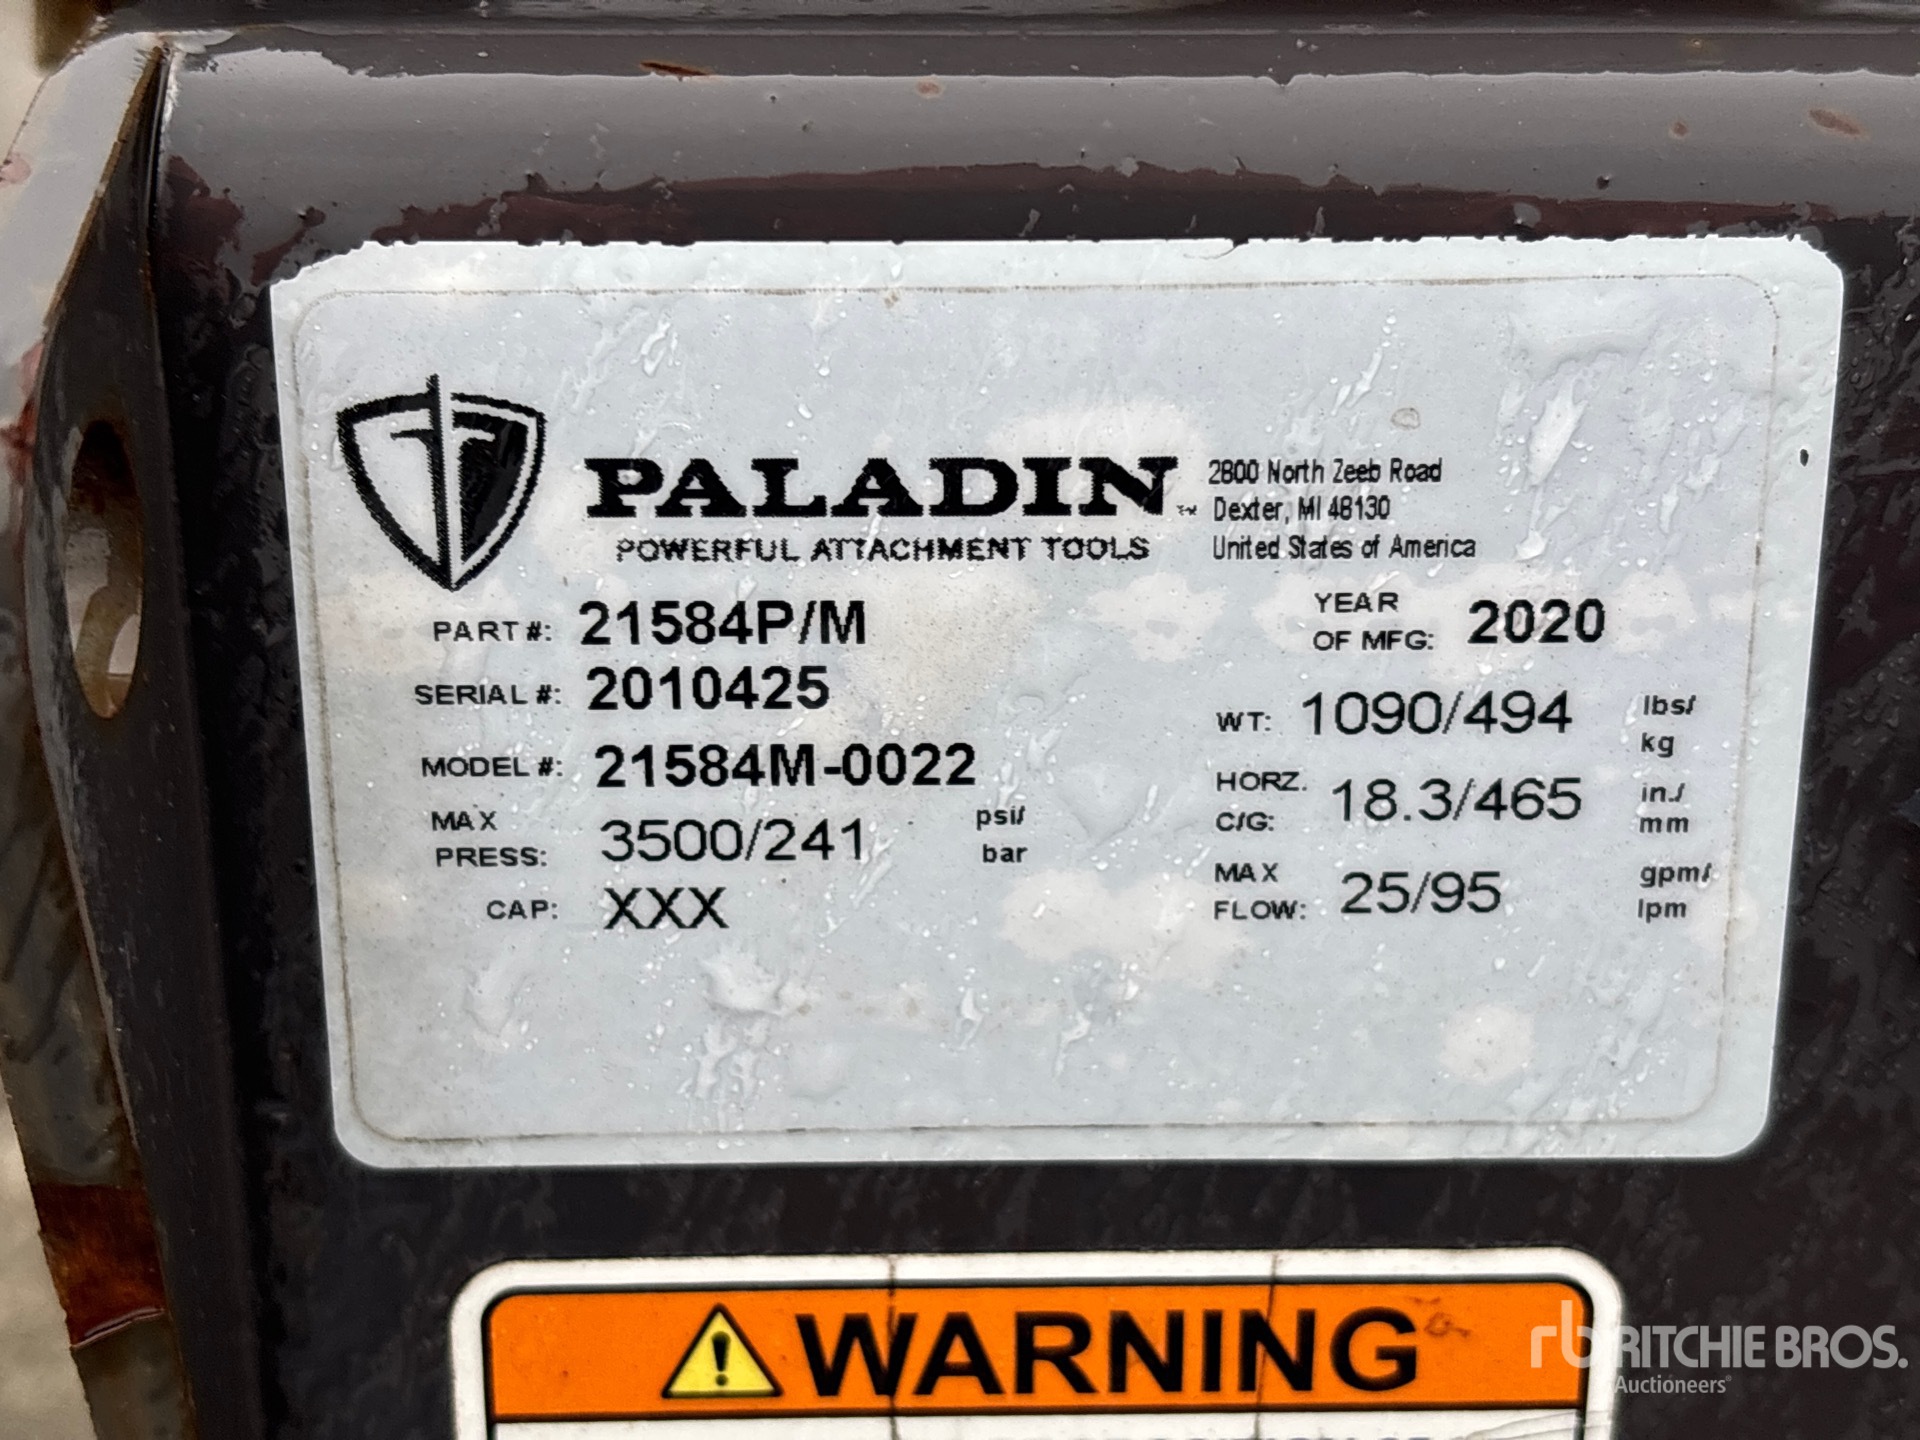 PALADIN™
POWERFUL ATTACHMENT TOOLS
2800 North Zeeb Road
Dexter, MI 48130
United States of America
PART #: 21584P/M
SERIAL #: 2010425
MODEL #: 21584M-0022
MAX PRESS: 3500/241 psi/ bar
CAP: XXX
YEAR OF MFG: 2020
WT: 1090/494 lbs/ kg
HORZ. C/G: 18.3/465 in./ mm
MAX FLOW: 25/95 gpm/ lpm
WARNING
rb RITCHIE BROS.
Auctioneers